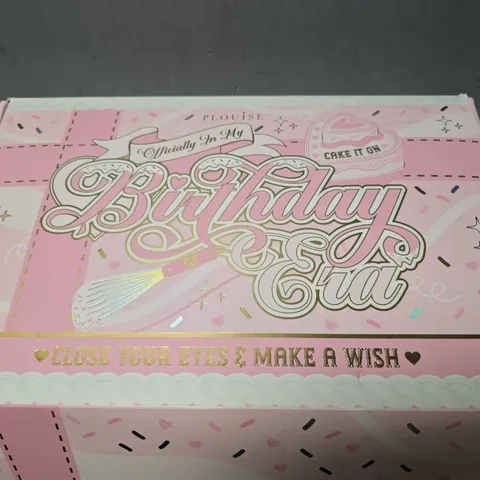 PLOUISE
Officially In My
CAKE IT ON
Birthday
Era
CLOSE YOUR EYES & MAKE A WISH